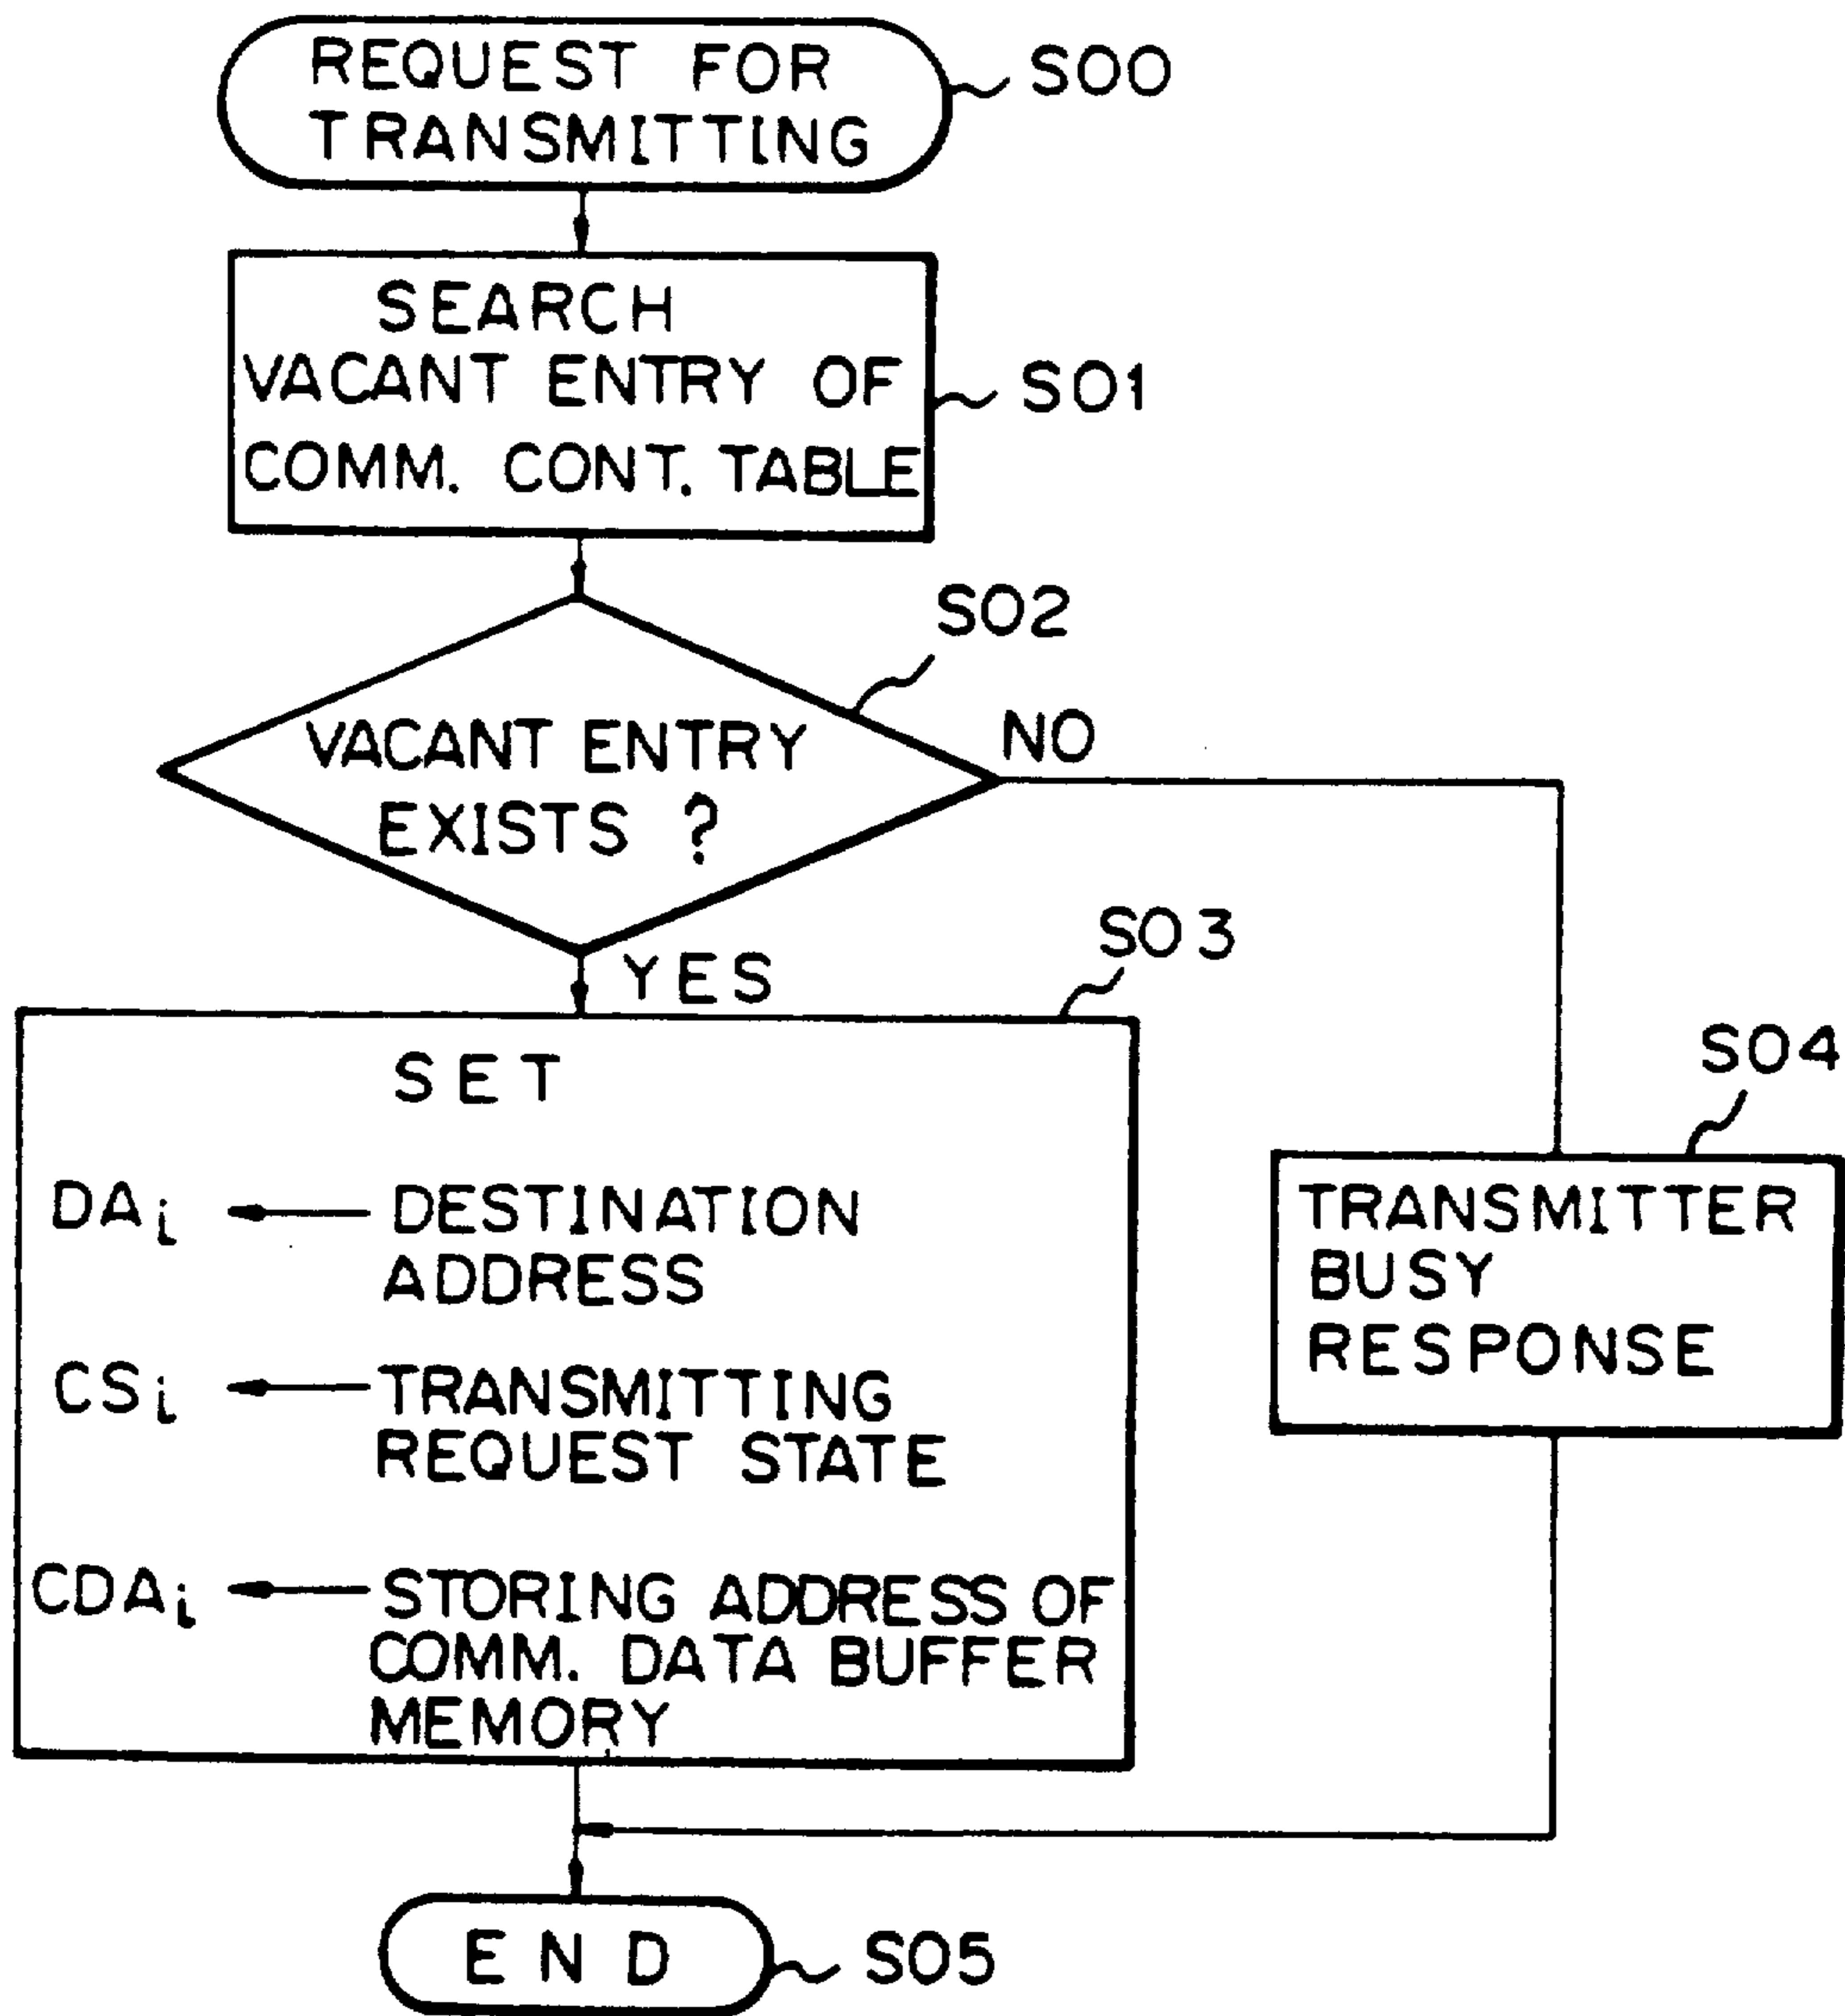 REQUEST FOR
TRANSMITTING
S00
SEARCH
VACANT ENTRY OF
COMM. CONT. TABLE
S01
S02
VACANT ENTRY
EXISTS ?
NO
YES
S03
SET
DAi ← DESTINATION
ADDRESS
CSi ← TRANSMITTING
REQUEST STATE
CDAi ← STORING ADDRESS OF
COMM. DATA BUFFER
MEMORY
S04
TRANSMITTER
BUSY
RESPONSE
END
S05